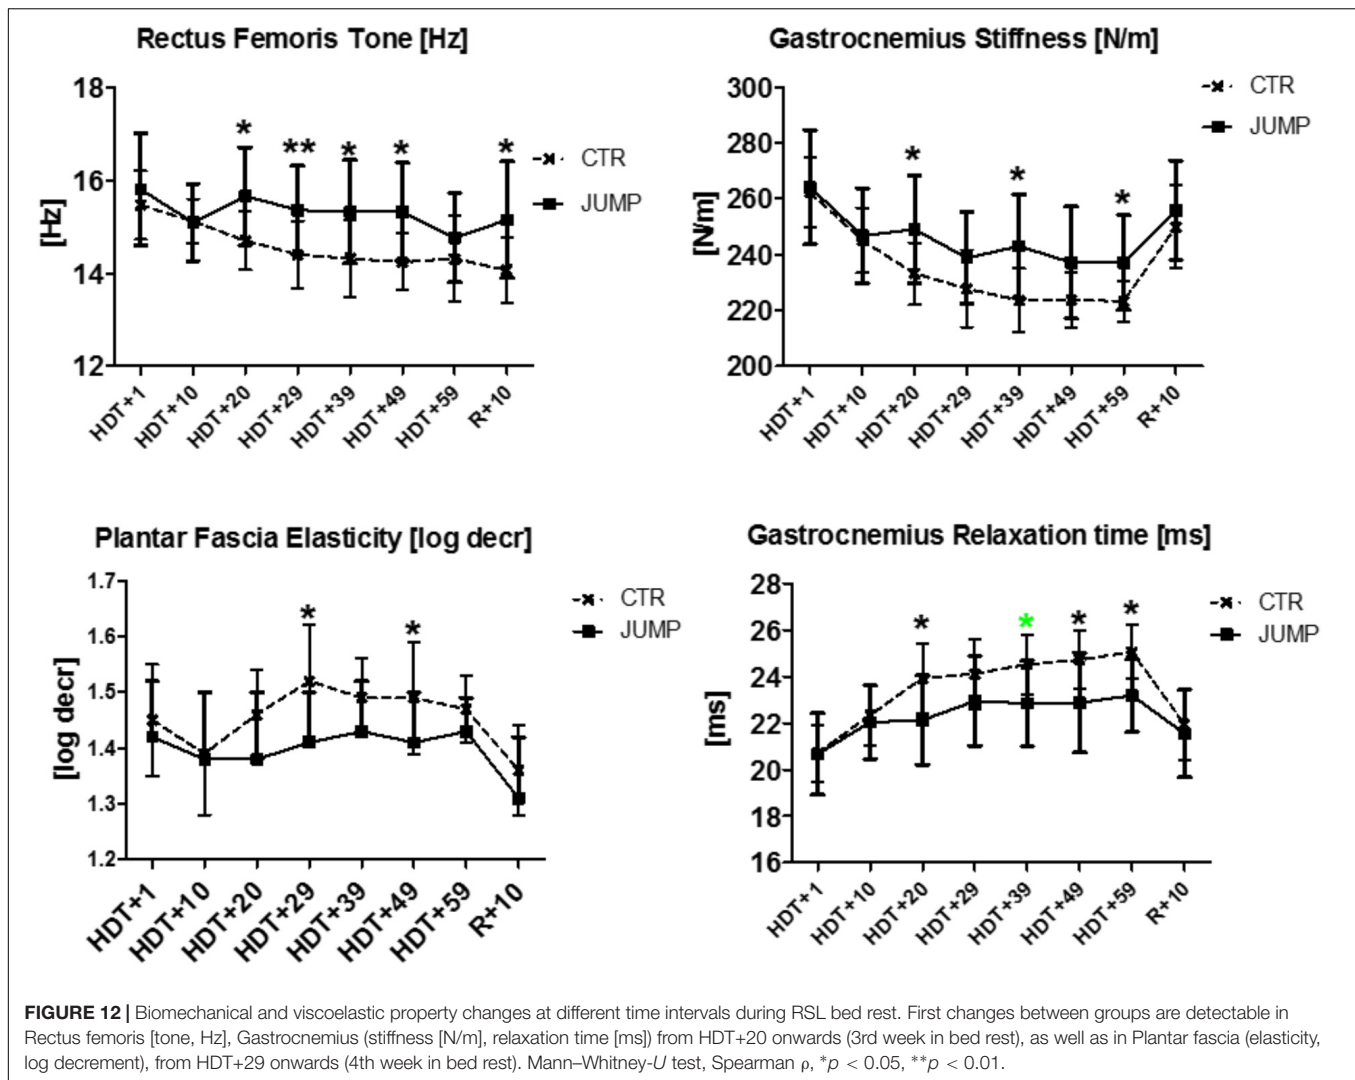 Rectus Femoris Tone [Hz]
18
16
14
12
[Hz]
* ** * * *
CTR
JUMP
HDT+1
HDT+10
HDT+20
HDT+29
HDT+39
HDT+49
HDT+59
R+10
Gastrocnemius Stiffness [N/m]
300
280
260
240
220
200
[N/m]
* * *
CTR
JUMP
HDT+1
HDT+10
HDT+20
HDT+29
HDT+39
HDT+49
HDT+59
R+10
Plantar Fascia Elasticity [log decr]
1.7
1.6
1.5
1.4
1.3
1.2
[log decr]
* *
CTR
JUMP
HDT+1
HDT+10
HDT+20
HDT+29
HDT+39
HDT+49
HDT+59
R+10
Gastrocnemius Relaxation time [ms]
28
26
24
22
20
18
16
[ms]
* * * *
CTR
JUMP
HDT+1
HDT+10
HDT+20
HDT+29
HDT+39
HDT+49
HDT+59
R+10
FIGURE 12 | Biomechanical and viscoelastic property changes at different time intervals during RSL bed rest. First changes between groups are detectable in
Rectus femoris [tone, Hz], Gastrocnemius (stiffness [N/m], relaxation time [ms]) from HDT+20 onwards (3rd week in bed rest), as well as in Plantar fascia (elasticity,
log decrement), from HDT+29 onwards (4th week in bed rest). Mann–Whitney-U test, Spearman ρ, *p < 0.05, **p < 0.01.